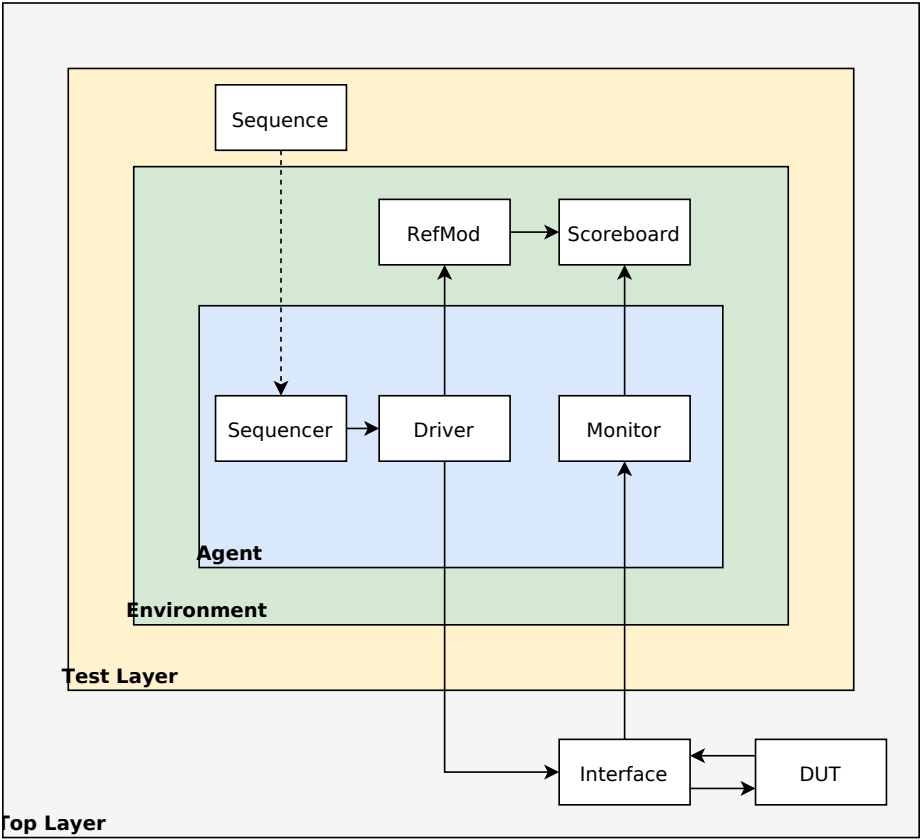 Sequence
RefMod
Scoreboard
Sequencer
Driver
Monitor
Agent
Environment
Test Layer
Interface
DUT
Top Layer